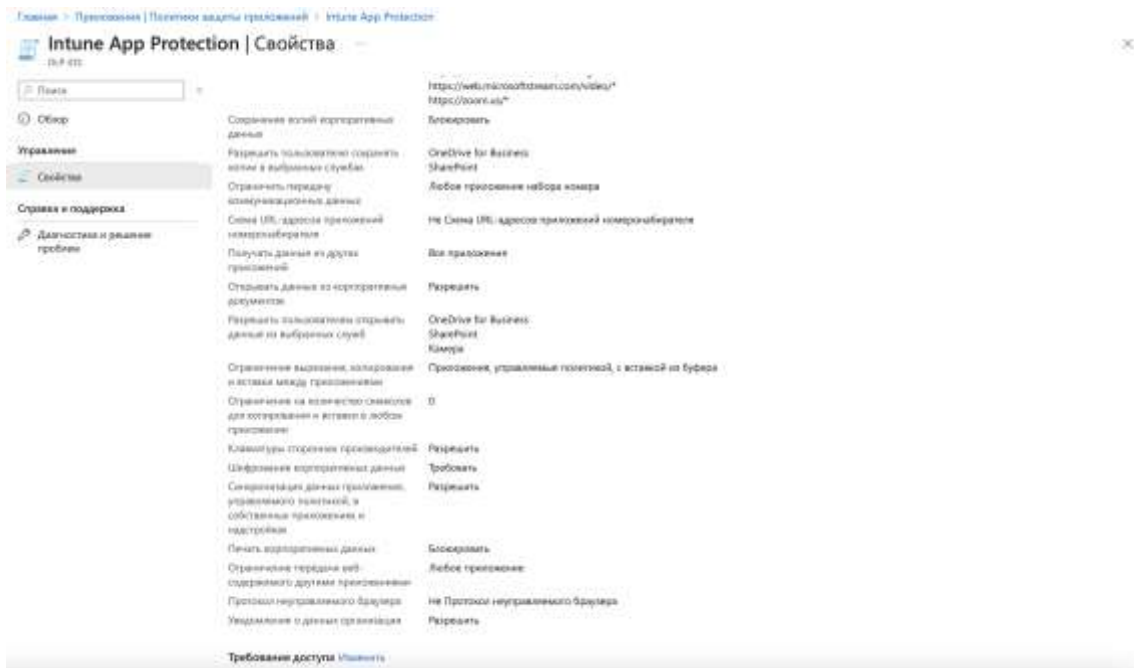 Главная > Приложения | Политики защиты приложений > Intune App Protection
Intune App Protection | Свойства
Поиск
Обзор
Управление
Свойства
Справка и поддержка
Диагностика и решение
проблем
https://web.microsoftstream.com/video/*
https://zoom.us/*
Сохранение копий корпоративных
данных
Блокировать
Разрешить пользователю сохранять
копии в выбранных службах
OneDrive for Business
SharePoint
Ограничить передачу
коммуникационных данных
Любое приложение набора номера
Схема URL-адресов приложений
номеронабирателя
Не Схема URL-адресов приложений номеронабирателя
Получать данные из других
приложений
Все приложения
Открывать данные из корпоративных
документов
Разрешить
Разрешить пользователям открывать
данные из выбранных служб
OneDrive for Business
SharePoint
Камера
Ограничение вырезания, копирования
и вставки между приложениями
Приложения, управляемые политикой, с вставкой из буфера
Ограничение на количество символов
для копирования и вставки в любом
приложении
0
Клавиатуры сторонних производителей
Разрешить
Шифрование корпоративных данных
Требовать
Синхронизация данных приложения,
управляемого политикой, с
собственными приложениями и
надстройками
Разрешить
Печать корпоративных данных
Блокировать
Ограничение передачи веб-
содержимого другими приложениями
Любое приложение
Протокол неуправляемого браузера
Не Протокол неуправляемого браузера
Уведомления о данных организации
Разрешить
Требования доступа Изменить